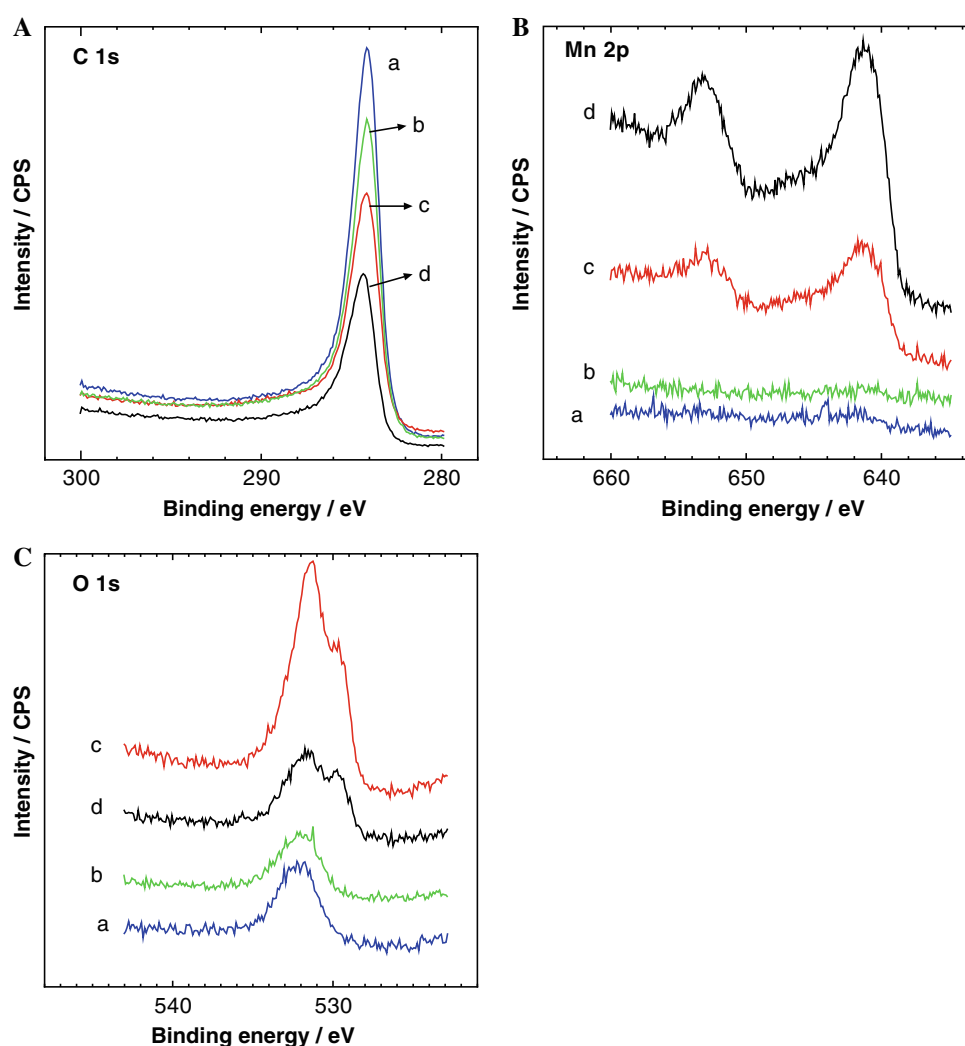 A
C 1s
a
b
c
d
Intensity / CPS
300
290
280
Binding energy / eV
B
Mn 2p
d
c
b
a
Intensity / CPS
660
650
640
Binding energy / eV
C
O 1s
c
d
b
a
Intensity / CPS
540
530
Binding energy / eV